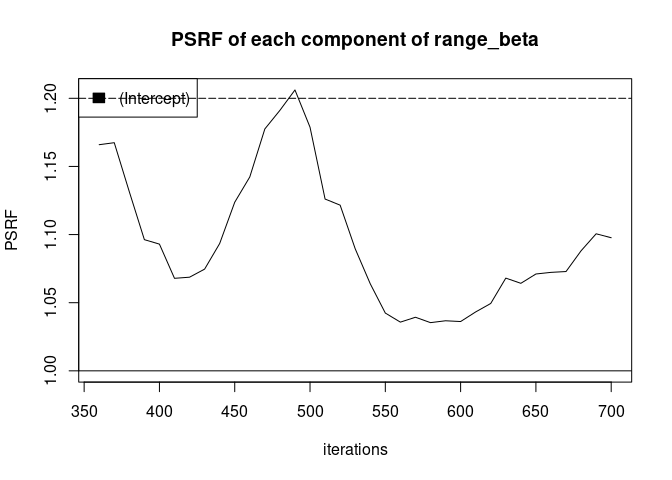 PSRF of each component of range_beta
(Intercept)
PSRF
1.20
1.15
1.10
1.05
1.00
350 400 450 500 550 600 650 700
iterations